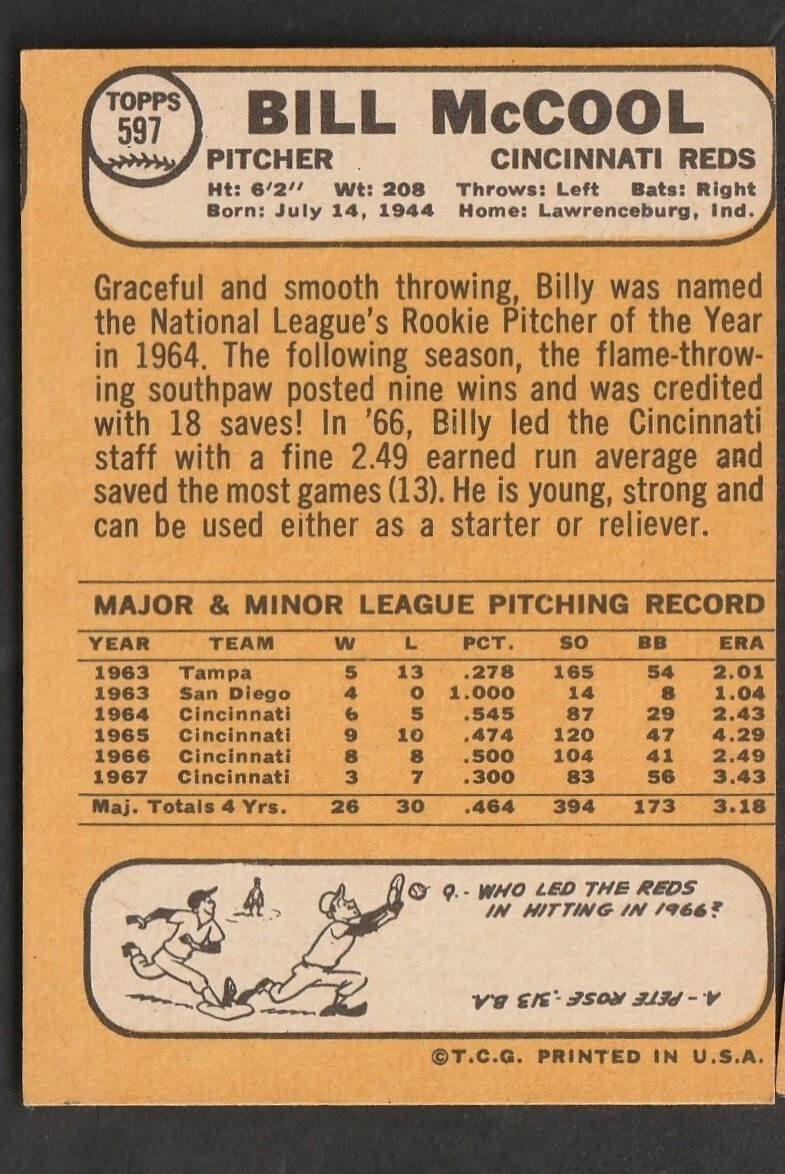 TOPPS
597
BILL McCOOL
PITCHER CINCINNATI REDS
Ht: 6'2" Wt: 208 Throws: Left Bats: Right
Born: July 14, 1944 Home: Lawrenceburg, Ind.
Graceful and smooth throwing, Billy was named
the National League's Rookie Pitcher of the Year
in 1964. The following season, the flame-throw-
ing southpaw posted nine wins and was credited
with 18 saves! In '66, Billy led the Cincinnati
staff with a fine 2.49 earned run average and
saved the most games (13). He is young, strong and
can be used either as a starter or reliever.
MAJOR & MINOR LEAGUE PITCHING RECORD
YEAR TEAM W L PCT. SO BB ERA
1963 Tampa 5 13 .278 165 54 2.01
1963 San Diego 4 0 1.000 14 8 1.04
1964 Cincinnati 6 5 .545 87 29 2.43
1965 Cincinnati 9 10 .474 120 47 4.29
1966 Cincinnati 8 8 .500 104 41 2.49
1967 Cincinnati 3 7 .300 83 56 3.43
Maj. Totals 4 Yrs. 26 30 .464 394 173 3.18
Q.- WHO LED THE REDS
IN HITTING IN 1966?
A.- PETE ROSE-.313 B.A.
©T.C.G. PRINTED IN U.S.A.